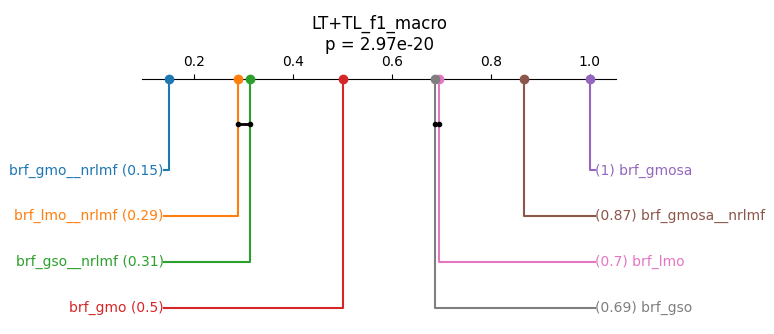 LT+TL_f1_macro
p = 2.97e-20
0.2 0.4 0.6 0.8 1.0
brf_gmo__nrlmf (0.15)
(1) brf_gmosa
brf_lmo__nrlmf (0.29)
(0.87) brf_gmosa__nrlmf
brf_gso__nrlmf (0.31)
(0.7) brf_lmo
brf_gmo (0.5)
(0.69) brf_gso